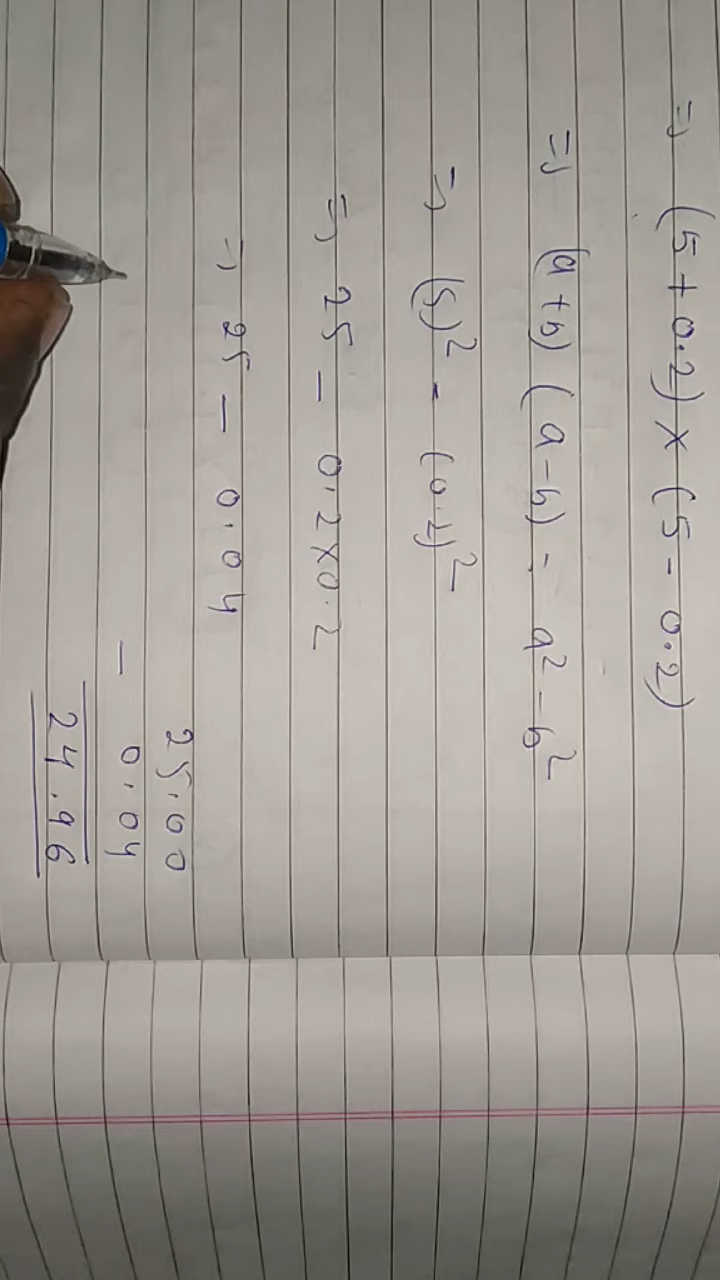 ⇒ (5 + 0.2) × (5 - 0.2)
⇒ (a + b) (a - b) = a² - b²
⇒ (5)² - (0.2)²
⇒ 25 - 0.2 × 0.2
⇒ 25 - 0.04
25.00
- 0.04
24.96